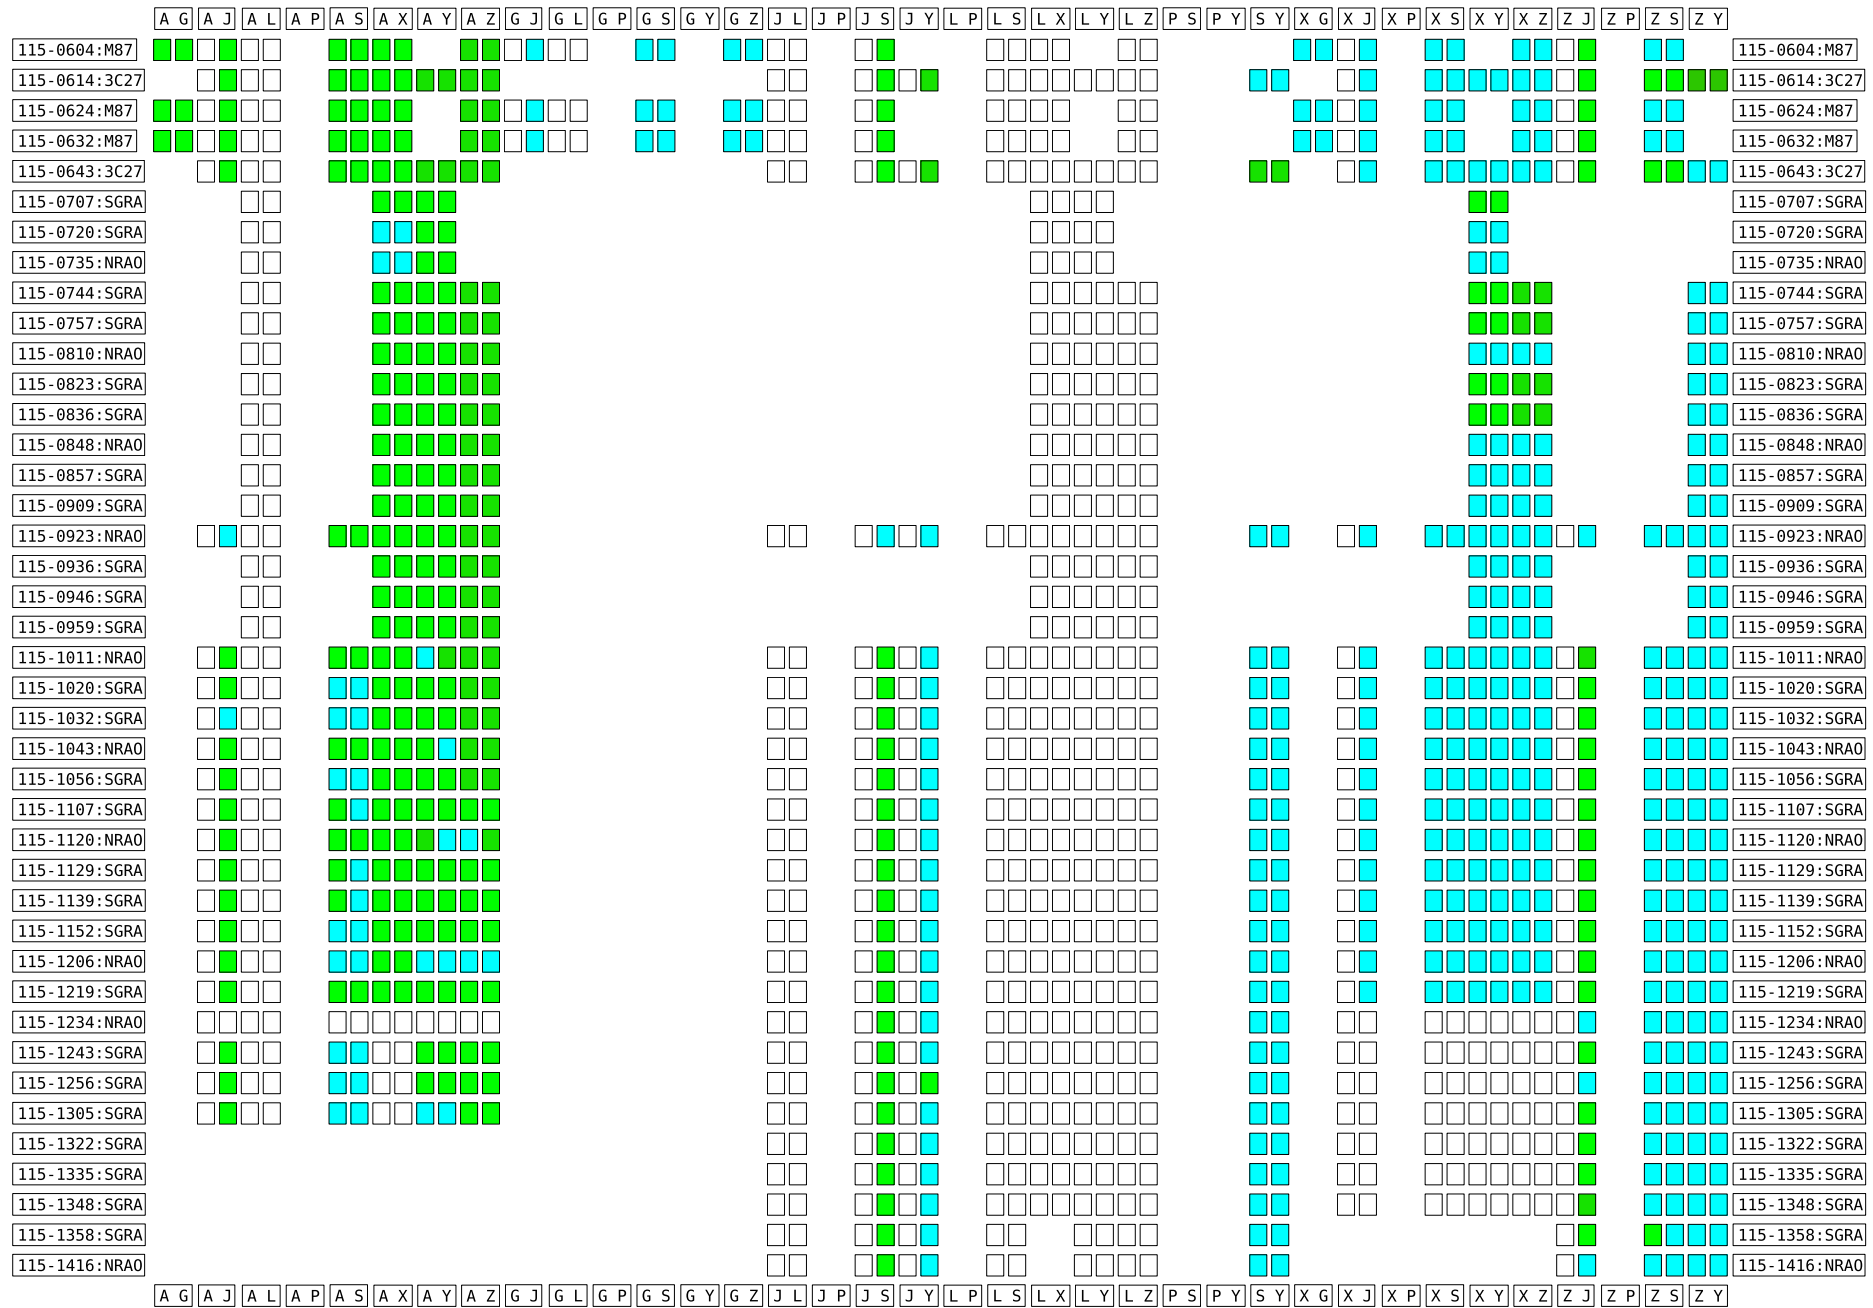 A G A J A L A P A S A X A Y A Z G J G L G P G S G Y G Z J L J P J S J Y L P L S L X L Y L Z P S P Y S Y X G X J X P X S X Y X Z Z J Z P Z S Z Y
115-0604:M87 115-0604:M87
115-0614:3C27 115-0614:3C27
115-0624:M87 115-0624:M87
115-0632:M87 115-0632:M87
115-0643:3C27 115-0643:3C27
115-0707:SGRA 115-0707:SGRA
115-0720:SGRA 115-0720:SGRA
115-0735:NRAO 115-0735:NRAO
115-0744:SGRA 115-0744:SGRA
115-0757:SGRA 115-0757:SGRA
115-0810:NRAO 115-0810:NRAO
115-0823:SGRA 115-0823:SGRA
115-0836:SGRA 115-0836:SGRA
115-0848:NRAO 115-0848:NRAO
115-0857:SGRA 115-0857:SGRA
115-0909:SGRA 115-0909:SGRA
115-0923:NRAO 115-0923:NRAO
115-0936:SGRA 115-0936:SGRA
115-0946:SGRA 115-0946:SGRA
115-0959:SGRA 115-0959:SGRA
115-1011:NRAO 115-1011:NRAO
115-1020:SGRA 115-1020:SGRA
115-1032:SGRA 115-1032:SGRA
115-1043:NRAO 115-1043:NRAO
115-1056:SGRA 115-1056:SGRA
115-1107:SGRA 115-1107:SGRA
115-1120:NRAO 115-1120:NRAO
115-1129:SGRA 115-1129:SGRA
115-1139:SGRA 115-1139:SGRA
115-1152:SGRA 115-1152:SGRA
115-1206:NRAO 115-1206:NRAO
115-1219:SGRA 115-1219:SGRA
115-1234:NRAO 115-1234:NRAO
115-1243:SGRA 115-1243:SGRA
115-1256:SGRA 115-1256:SGRA
115-1305:SGRA 115-1305:SGRA
115-1322:SGRA 115-1322:SGRA
115-1335:SGRA 115-1335:SGRA
115-1348:SGRA 115-1348:SGRA
115-1358:SGRA 115-1358:SGRA
115-1416:NRAO 115-1416:NRAO
A G A J A L A P A S A X A Y A Z G J G L G P G S G Y G Z J L J P J S J Y L P L S L X L Y L Z P S P Y S Y X G X J X P X S X Y X Z Z J Z P Z S Z Y